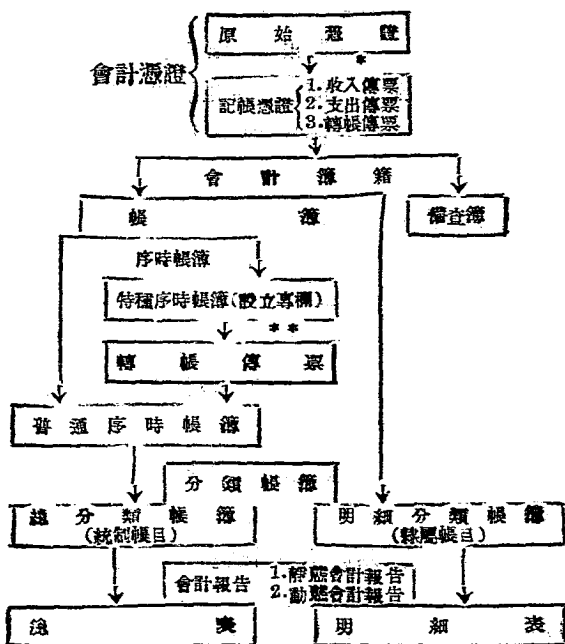 原始憑證
*
會計憑證
記帳憑證
1.收入傳票
2.支出傳票
3.轉帳傳票
會計簿籍
帳簿
備查簿
序時帳簿
特種序時帳簿(設立專欄)
**
轉帳傳票
普通序時帳簿
分類帳簿
總分類帳簿
(統制帳目)
明細分類帳簿
(隸屬帳目)
會計報告
1.靜態會計報告
2.動態會計報告
總表
明細表